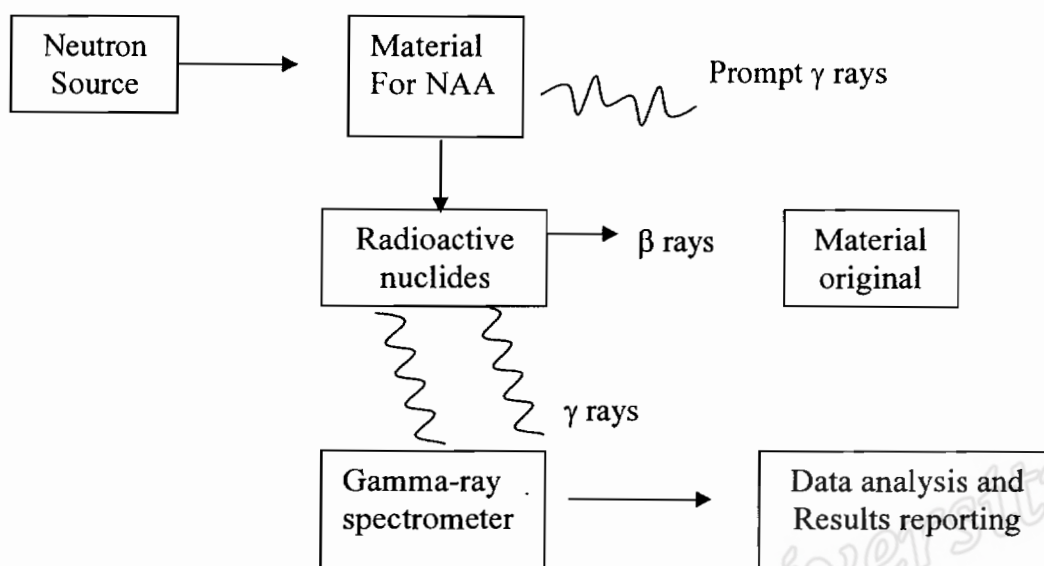 Neutron
Source
Material
For NAA
Prompt γ rays
Radioactive
nuclides
β rays
Material
original
γ rays
Gamma-ray
spectrometer
Data analysis and
Results reporting